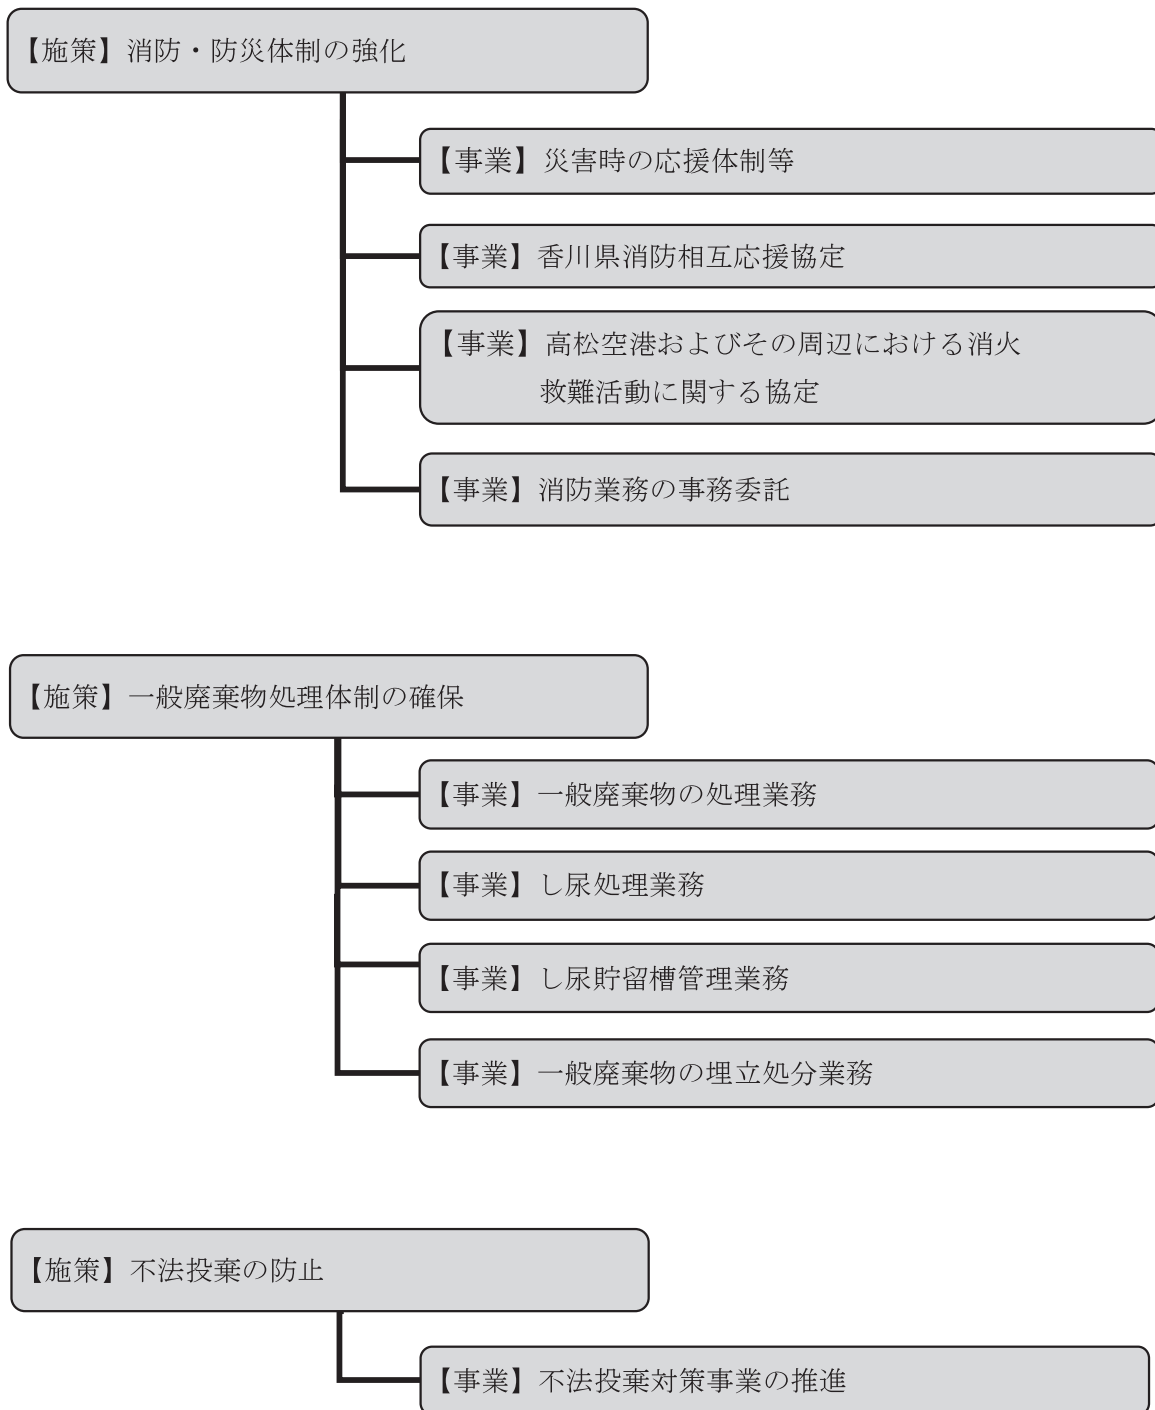 【施策】消防・防災体制の強化
【事業】災害時の応援体制等
【事業】香川県消防相互応援協定
【事業】高松空港およびその周辺における消火
救難活動に関する協定
【事業】消防業務の事務委託
【施策】一般廃棄物処理体制の確保
【事業】一般廃棄物の処理業務
【事業】し尿処理業務
【事業】し尿貯留槽管理業務
【事業】一般廃棄物の埋立処分業務
【施策】不法投棄の防止
【事業】不法投棄対策事業の推進